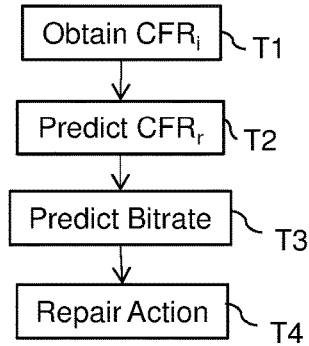 Obtain CFRi
T1
Predict CFRr
T2
Predict Bitrate
T3
Repair Action
T4